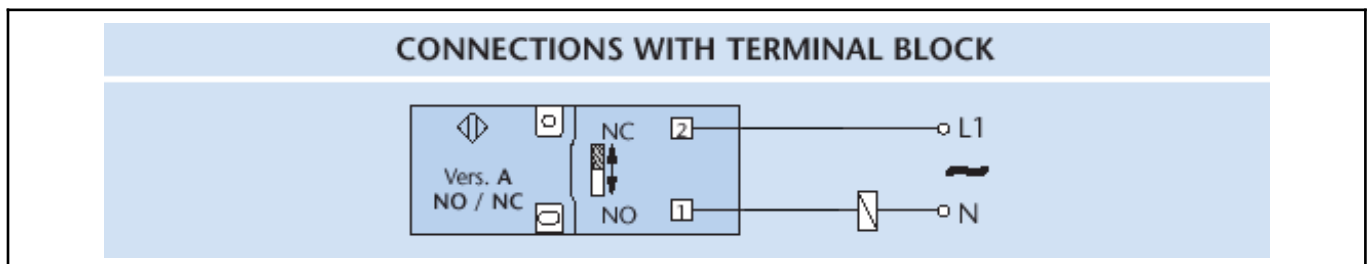 CONNECTIONS WITH TERMINAL BLOCK
NC 2 L1
Vers. A
NO / NC
NO 1 N